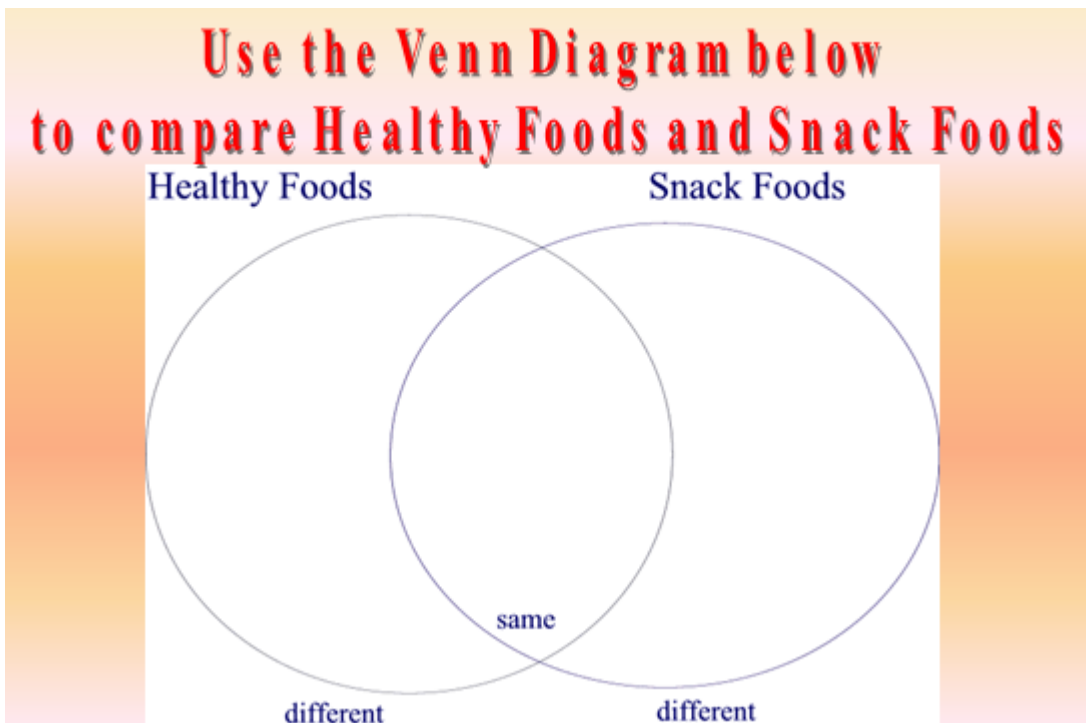 Use the Venn Diagram below
to compare Healthy Foods and Snack Foods
Healthy Foods
Snack Foods
same
different
different